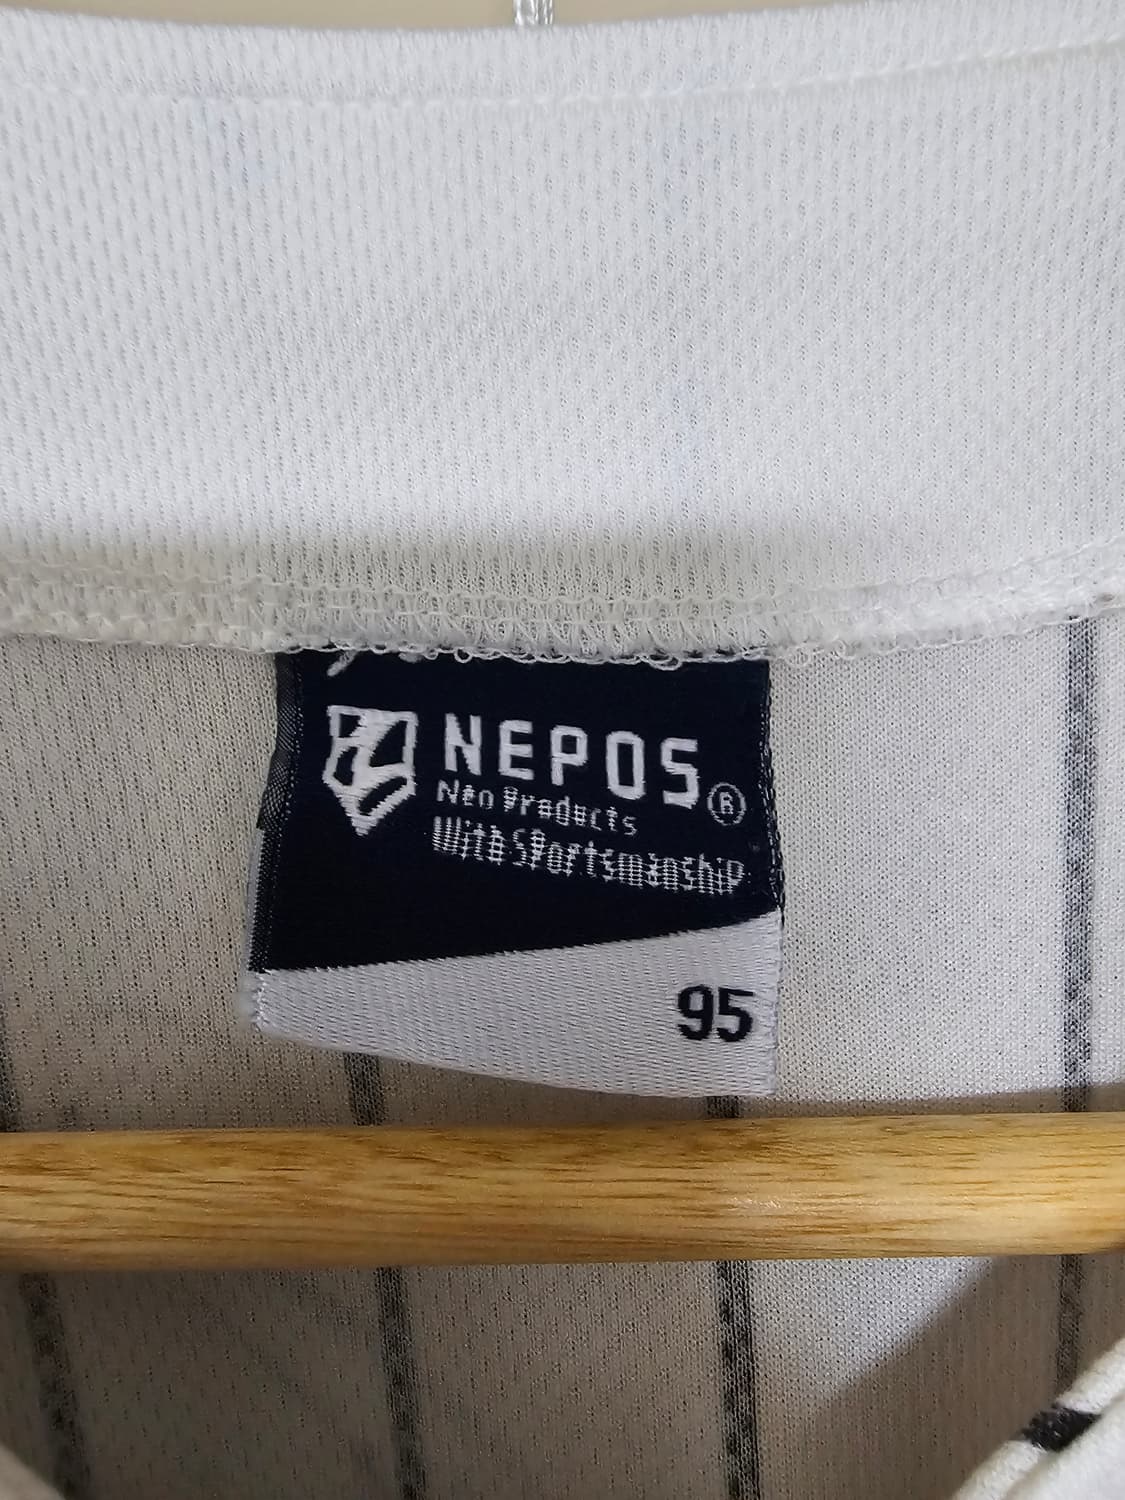 NEPOS®
Neo Products
With Sportsmanship
95